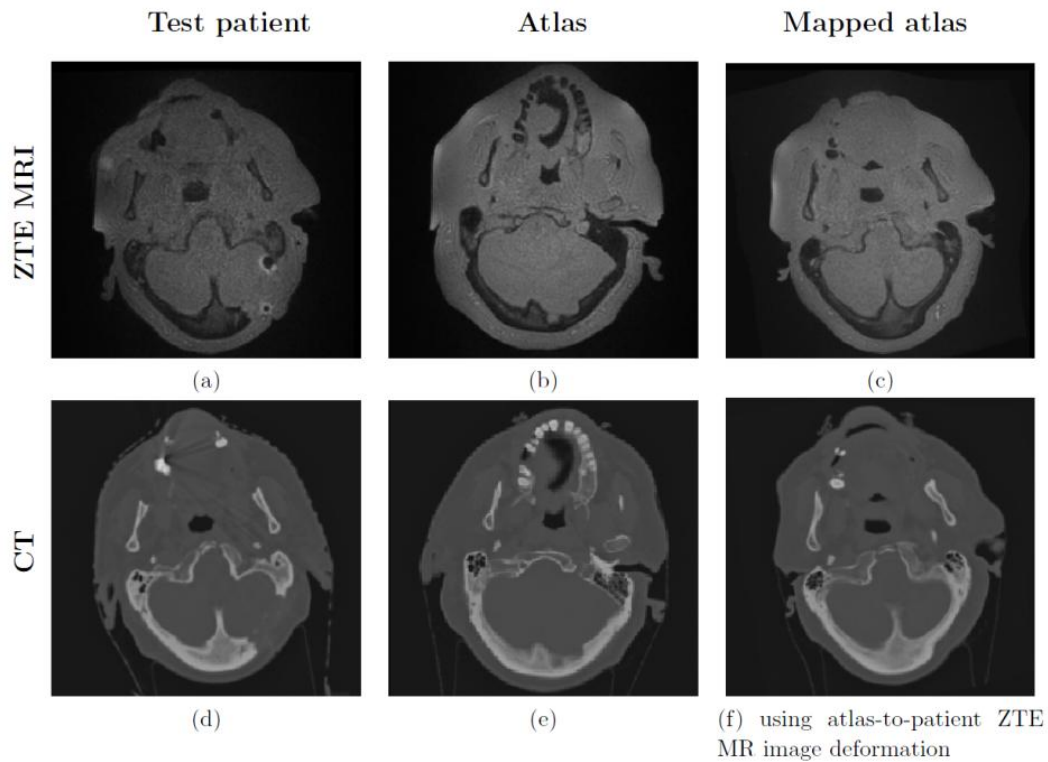 Test patient
Atlas
Mapped atlas
ZTE MRI
(a)
(b)
(c)
CT
(d)
(e)
(f) using atlas-to-patient ZTE
MR image deformation